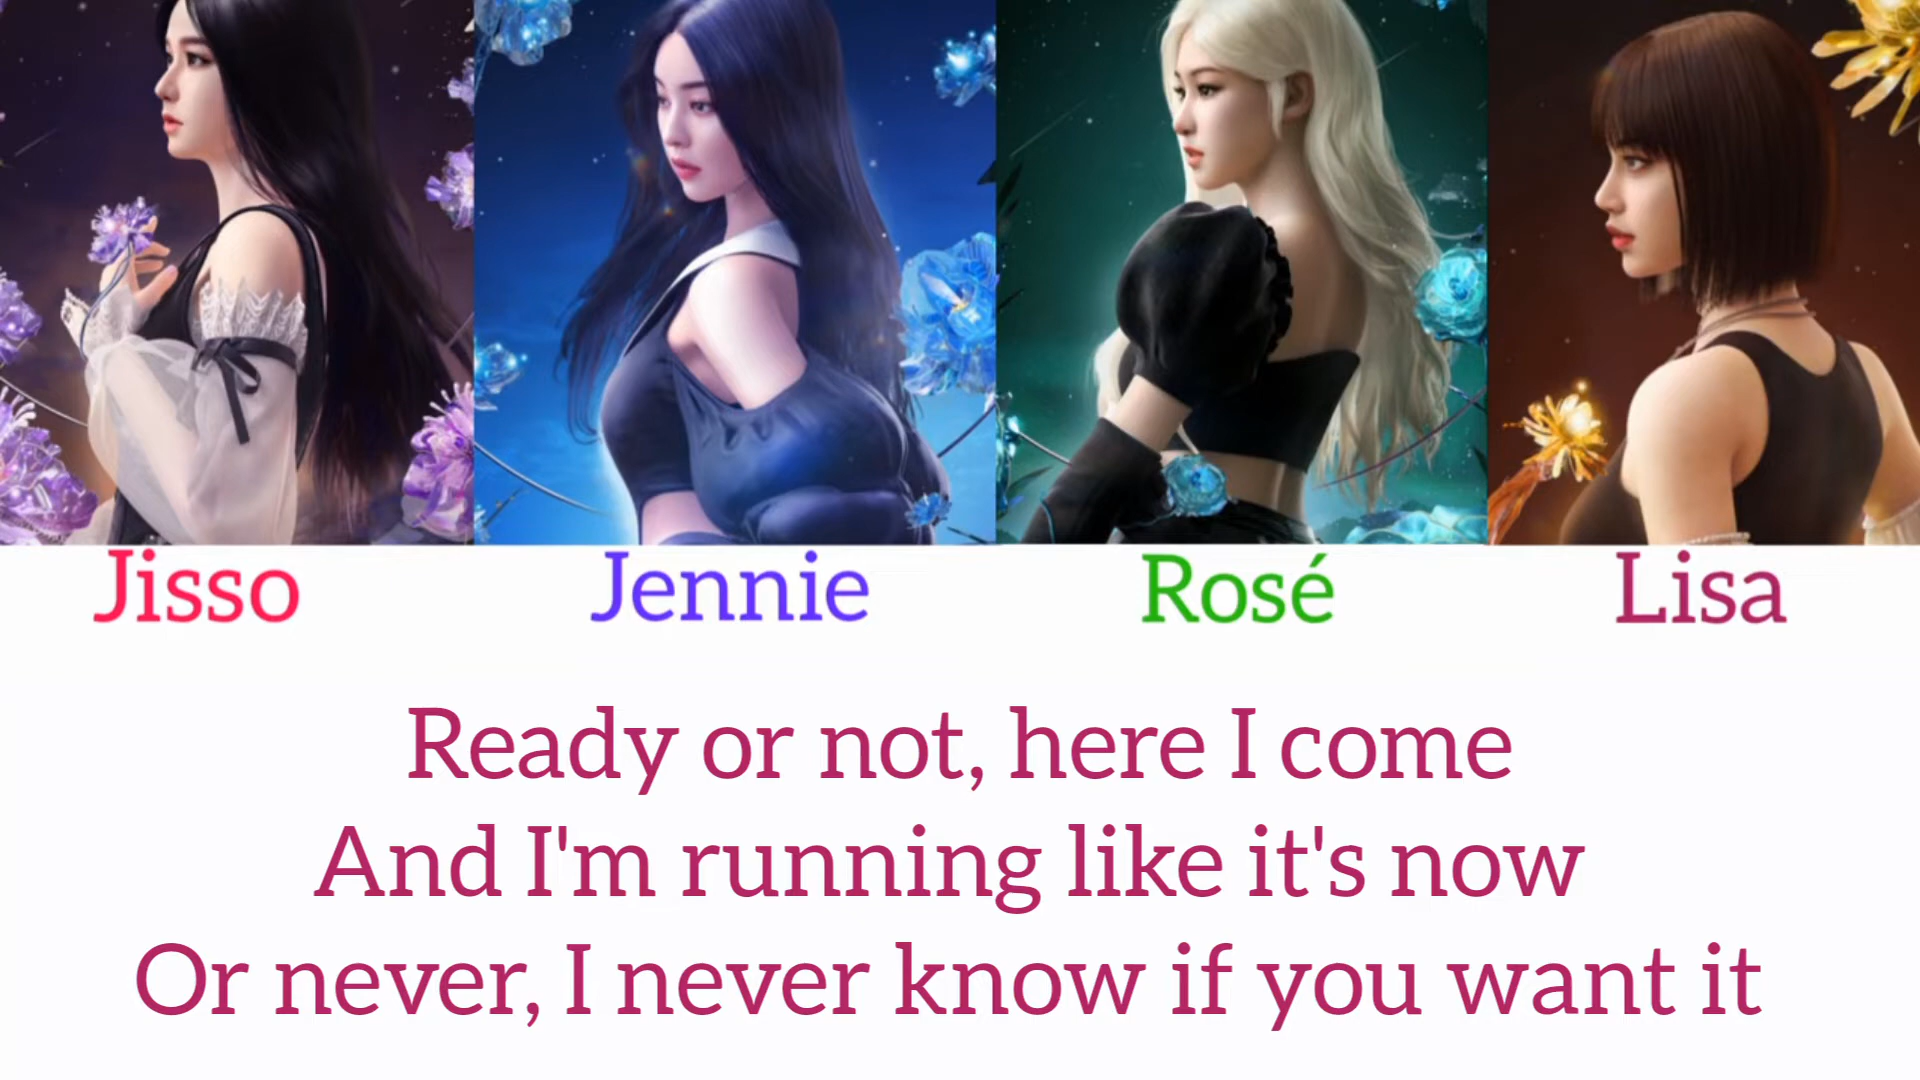 Jisso Jennie Rosé Lisa
Ready or not, here I come
And I'm running like it's now
Or never, I never know if you want it